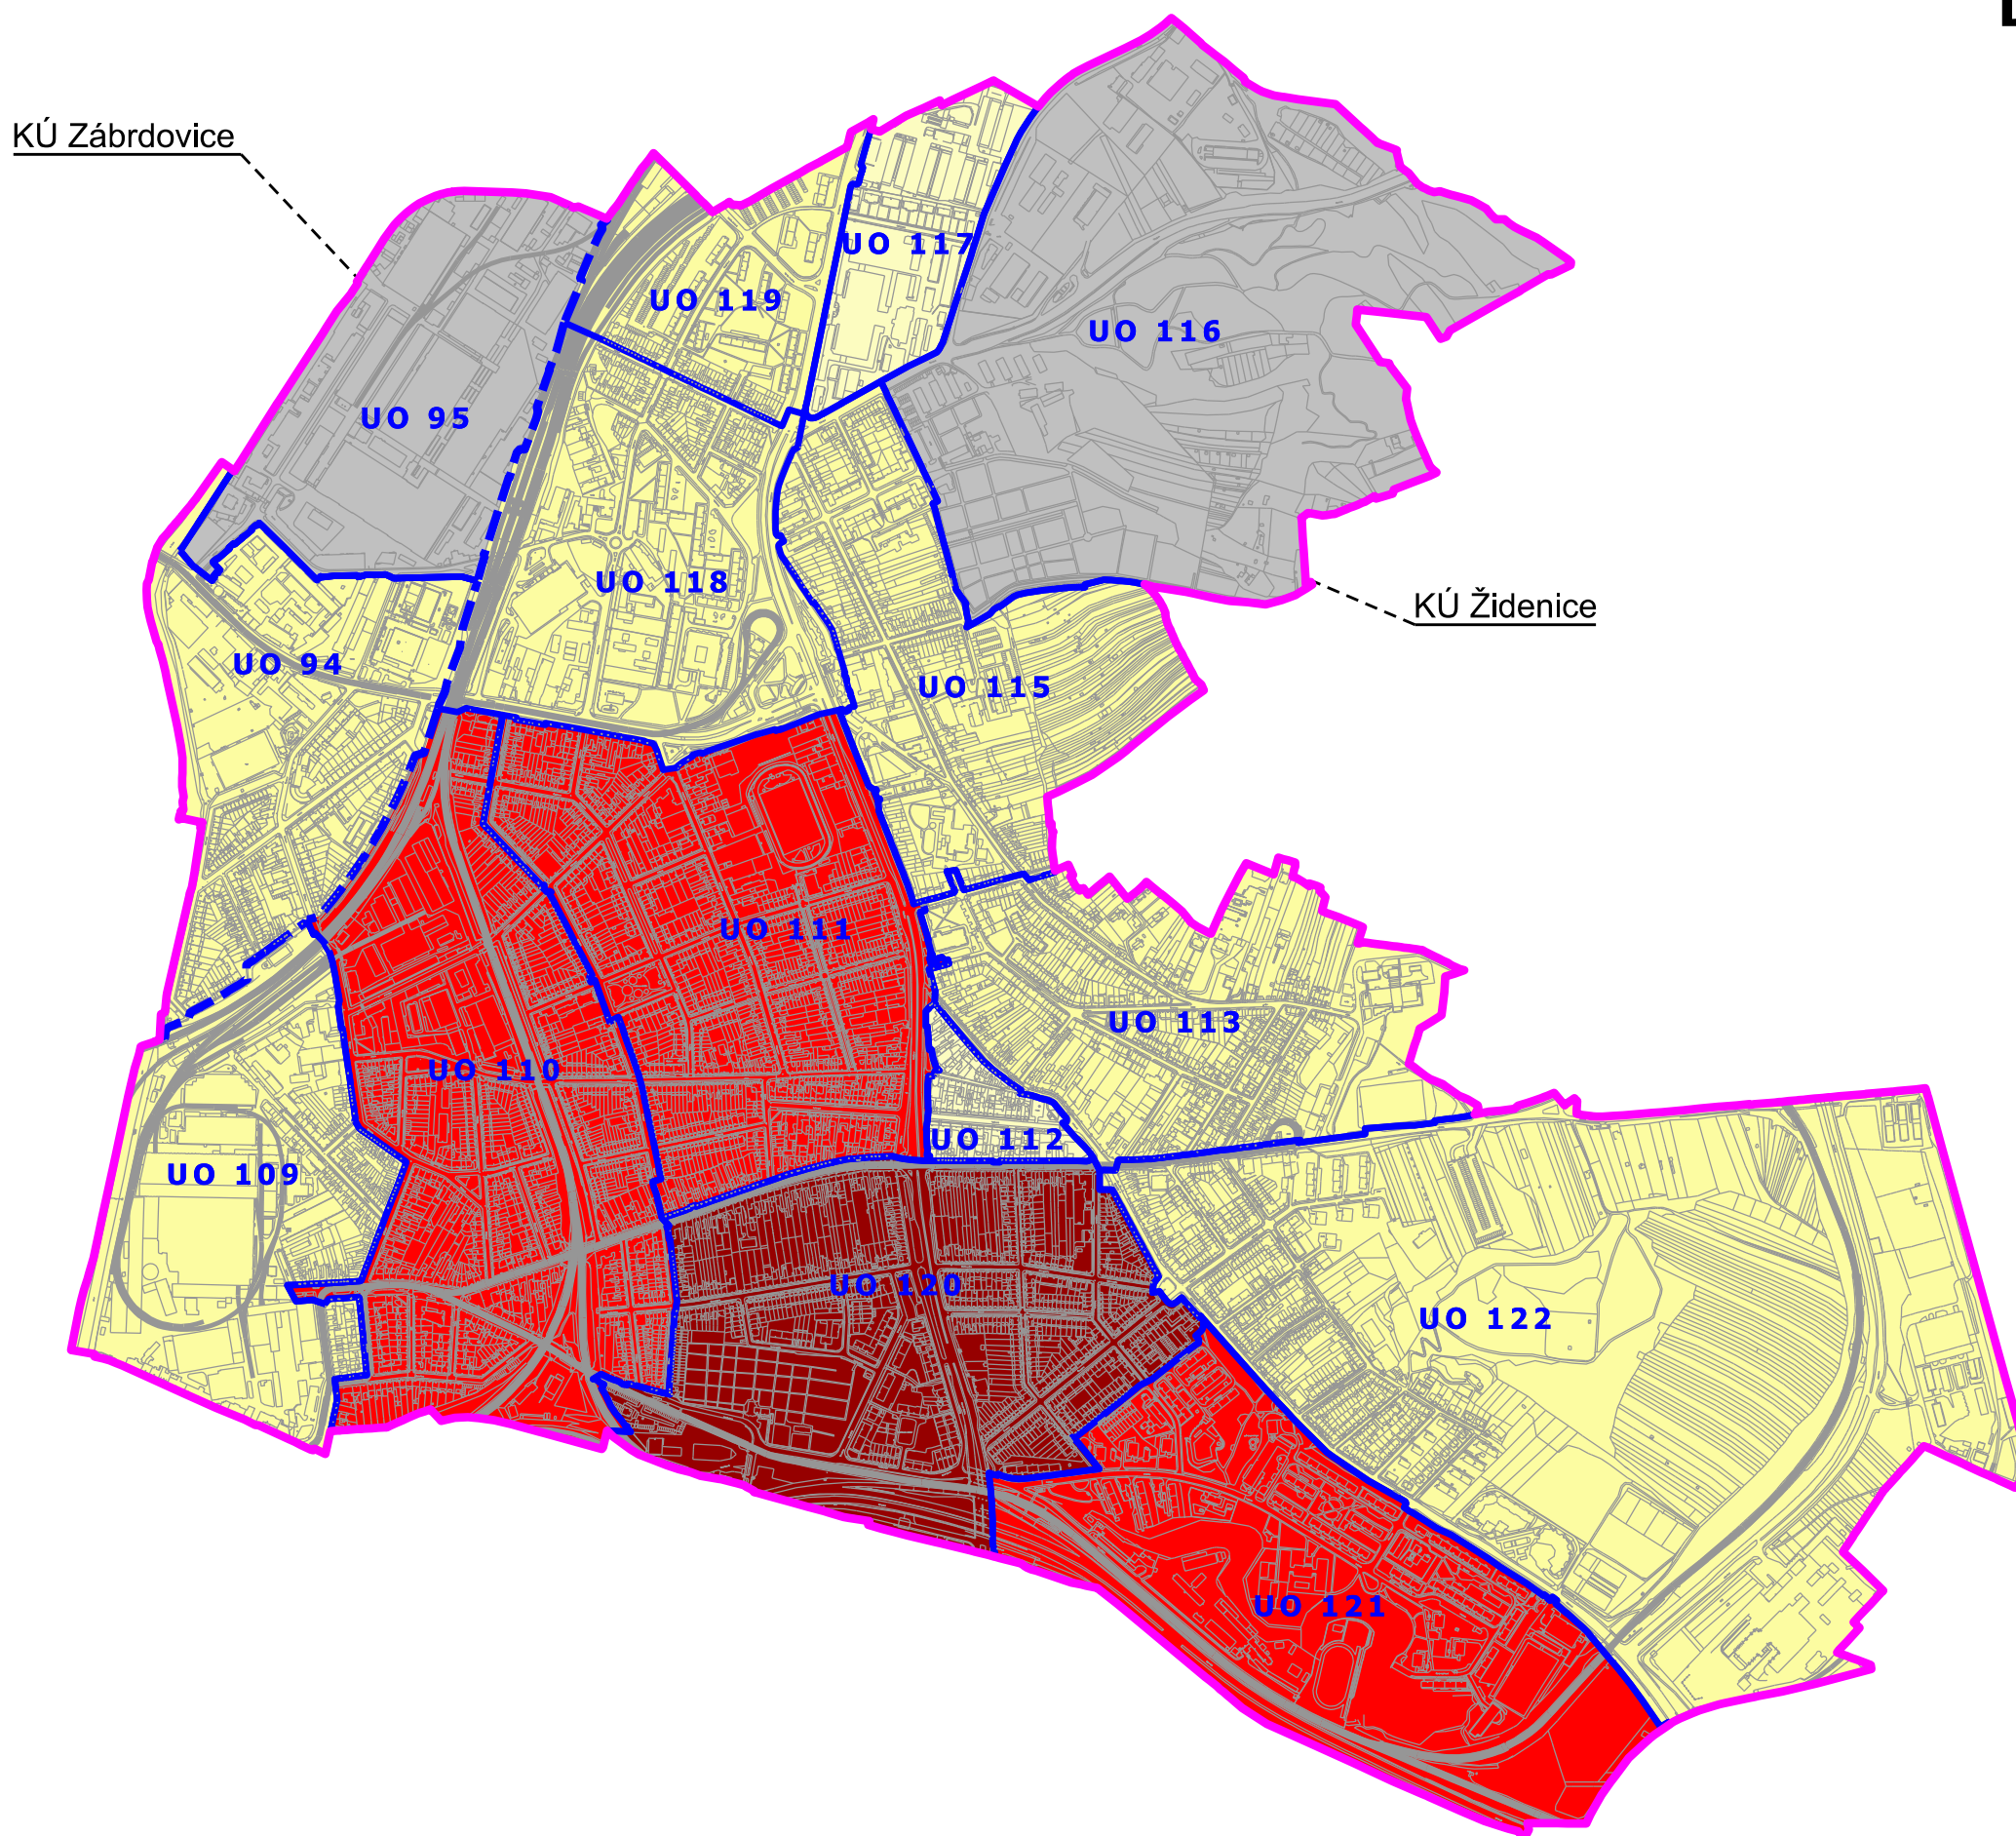 KÚ Zábrdovice
UO 117
UO 119
UO 116
UO 95
UO 118
KÚ Židenice
UO 94
UO 115
UO 111
UO 113
UO 110
UO 112
UO 109
UO 120
UO 122
UO 121